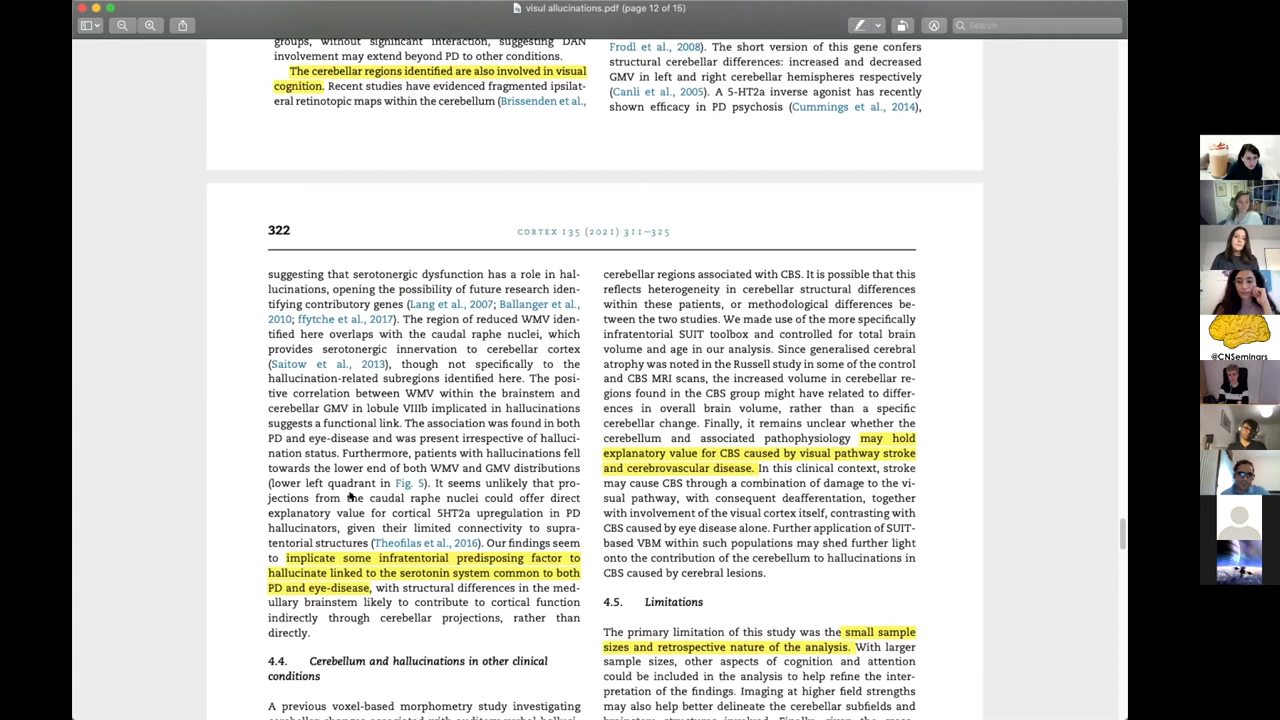 visul allucinations.pdf (page 12 of 15)
Search
groups, without significant interaction, suggesting DAN
involvement may extend beyond PD to other conditions.
The cerebellar regions identified are also involved in visual
cognition. Recent studies have evidenced fragmented ipsilat-
eral retinotopic maps within the cerebellum (Brissenden et al.,
Frodl et al., 2008). The short version of this gene confers
structural cerebellar differences: increased and decreased
GMV in left and right cerebellar hemispheres respectively
(Canli et al., 2005). A 5-HT2a inverse agonist has recently
shown efficacy in PD psychosis (Cummings et al., 2014),
322
CORTEX 135 (2021) 311–325
suggesting that serotonergic dysfunction has a role in hal-
lucinations, opening the possibility of future research iden-
tifying contributory genes (Lang et al., 2007; Ballanger et al.,
2010; ffytche et al., 2017). The region of reduced WMV iden-
tified here overlaps with the caudal raphe nuclei, which
provides serotonergic innervation to cerebellar cortex
(Saitow et al., 2013), though not specifically to the
hallucination-related subregions identified here. The posi-
tive correlation between WMV within the brainstem and
cerebellar GMV in lobule VIIIb implicated in hallucinations
suggests a functional link. The association was found in both
PD and eye-disease and was present irrespective of halluci-
nation status. Furthermore, patients with hallucinations fell
towards the lower end of both WMV and GMV distributions
(lower left quadrant in Fig. 5). It seems unlikely that pro-
jections from the caudal raphe nuclei could offer direct
explanatory value for cortical 5HT2a upregulation in PD
hallucinators, given their limited connectivity to supra-
tentorial structures (Theofilas et al., 2016). Our findings seem
to implicate some infratentorial predisposing factor to
hallucinate linked to the serotonin system common to both
PD and eye-disease, with structural differences in the med-
ullary brainstem likely to contribute to cortical function
indirectly through cerebellar projections, rather than
directly.
4.4. Cerebellum and hallucinations in other clinical
conditions
A previous voxel-based morphometry study investigating
cerebellar regions associated with CBS. It is possible that this
reflects heterogeneity in cerebellar structural differences
within these patients, or methodological differences be-
tween the two studies. We made use of the more specifically
infratentorial SUIT toolbox and controlled for total brain
volume and age in our analysis. Since generalised cerebral
atrophy was noted in the Russell study in some of the control
and CBS MRI scans, the increased volume in cerebellar re-
gions found in the CBS group might have related to differ-
ences in overall brain volume, rather than a specific
cerebellar change. Finally, it remains unclear whether the
cerebellum and associated pathophysiology may hold
explanatory value for CBS caused by visual pathway stroke
and cerebrovascular disease. In this clinical context, stroke
may cause CBS through a combination of damage to the vi-
sual pathway, with consequent deafferentation, together
with involvement of the visual cortex itself, contrasting with
CBS caused by eye disease alone. Further application of SUIT-
based VBM within such populations may shed further light
onto the contribution of the cerebellum to hallucinations in
CBS caused by cerebral lesions.
4.5. Limitations
The primary limitation of this study was the small sample
sizes and retrospective nature of the analysis. With larger
sample sizes, other aspects of cognition and attention
could be included in the analysis to help refine the inter-
pretation of the findings. Imaging at higher field strengths
may also help better delineate the cerebellar subfields and
@CNSeminars